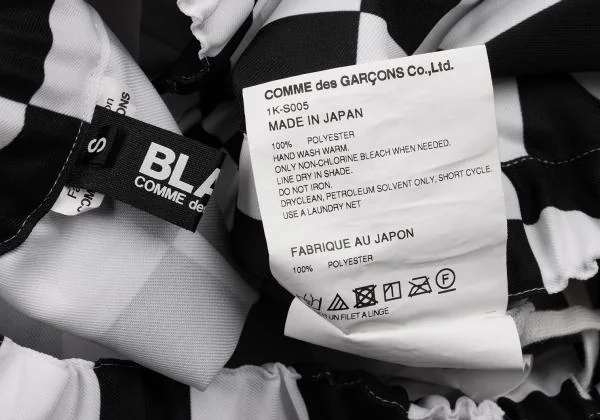 COMME des GARÇONS Co.,Ltd.
1K-S005
MADE IN JAPAN
100% POLYESTER
HAND WASH WARM.
ONLY NON-CHLORINE BLEACH WHEN NEEDED.
LINE DRY IN SHADE.
DO NOT IRON.
DRYCLEAN, PETROLEUM SOLVENT ONLY, SHORT CYCLE.
USE A LAUNDRY NET
FABRIQUE AU JAPON
100% POLYESTER
F
UN FILET A LINGE
S
BLA
COMME de